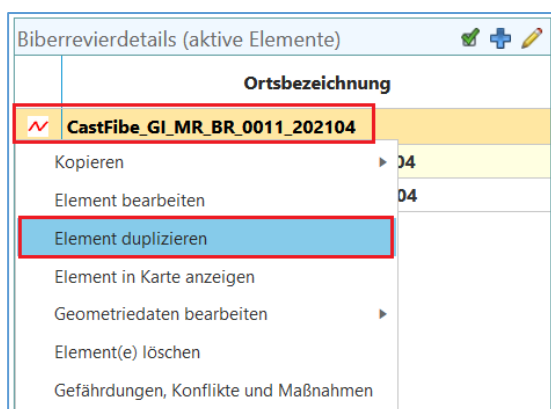 Biberrevierdetails (aktive Elemente)
Ortsbezeichnung
CastFibe_GI_MR_BR_0011_202104
Kopieren
04
Element bearbeiten
04
Element duplizieren
Element in Karte anzeigen
Geometriedaten bearbeiten
Element(e) löschen
Gefährdungen, Konflikte und Maßnahmen